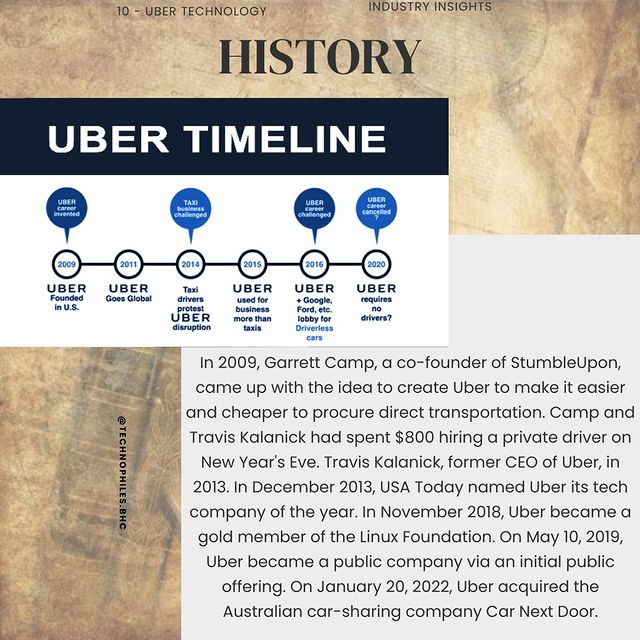 10 - UBER TECHNOLOGY
INDUSTRY INSIGHTS
HISTORY
UBER TIMELINE
UBER
career
invented
TAXI
business
challenged
UBER
career
challenged
UBER
career
cancelled
?
2009
2011
2014
2015
2016
2020
UBER
Founded
in U.S.
UBER
Goes Global
Taxi
drivers
protest
UBER
disruption
UBER
used for
business
more than
taxis
UBER
+ Google,
Ford, etc.
lobby for
Driverless
cars
UBER
requires
no
drivers?
In 2009, Garrett Camp, a co-founder of StumbleUpon,
came up with the idea to create Uber to make it easier
and cheaper to procure direct transportation. Camp and
Travis Kalanick had spent $800 hiring a private driver on
New Year's Eve. Travis Kalanick, former CEO of Uber, in
2013. In December 2013, USA Today named Uber its tech
company of the year. In November 2018, Uber became a
gold member of the Linux Foundation. On May 10, 2019,
Uber became a public company via an initial public
offering. On January 20, 2022, Uber acquired the
Australian car-sharing company Car Next Door.
@TECHNOPHILES.BHC